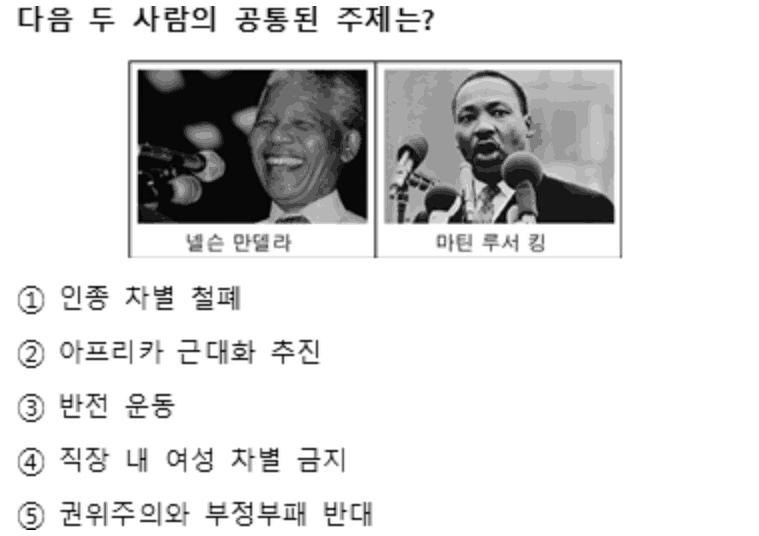 다음 두 사람의 공통된 주제는?
넬슨 만델라
마틴 루서 킹
① 인종 차별 철폐
② 아프리카 근대화 추진
③ 반전 운동
④ 직장 내 여성 차별 금지
⑤ 권위주의와 부정부패 반대